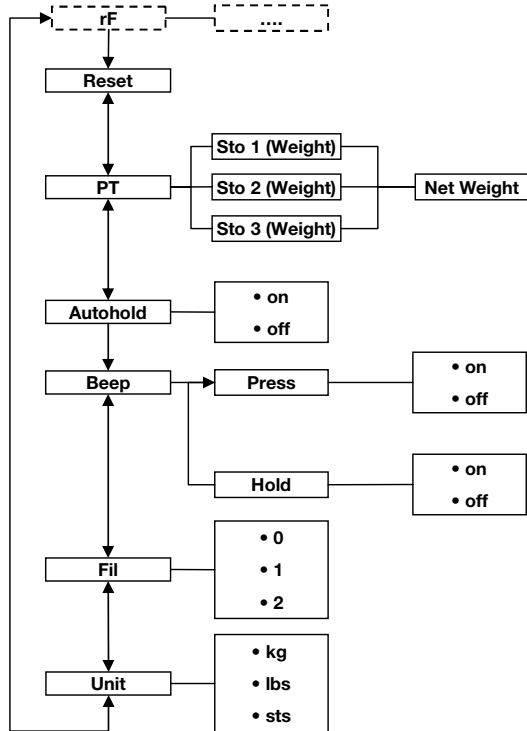 rF
....
Reset
Sto 1 (Weight)
PT
Sto 2 (Weight)
Net Weight
Sto 3 (Weight)
Autohold
• on
• off
Beep
Press
• on
• off
Hold
• on
• off
Fil
• 0
• 1
• 2
Unit
• kg
• lbs
• sts